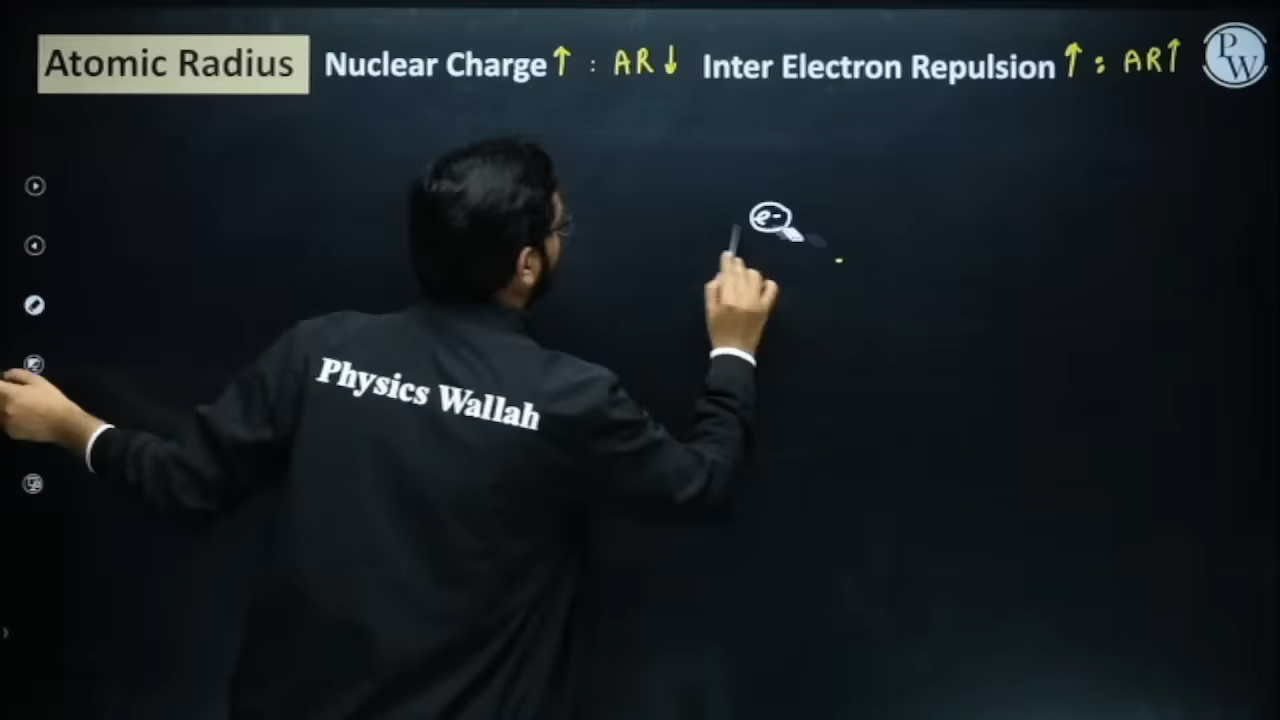 Atomic Radius Nuclear Charge↑ : AR↓ Inter Electron Repulsion↑ : AR↑
PW
e-
Physics Wallah